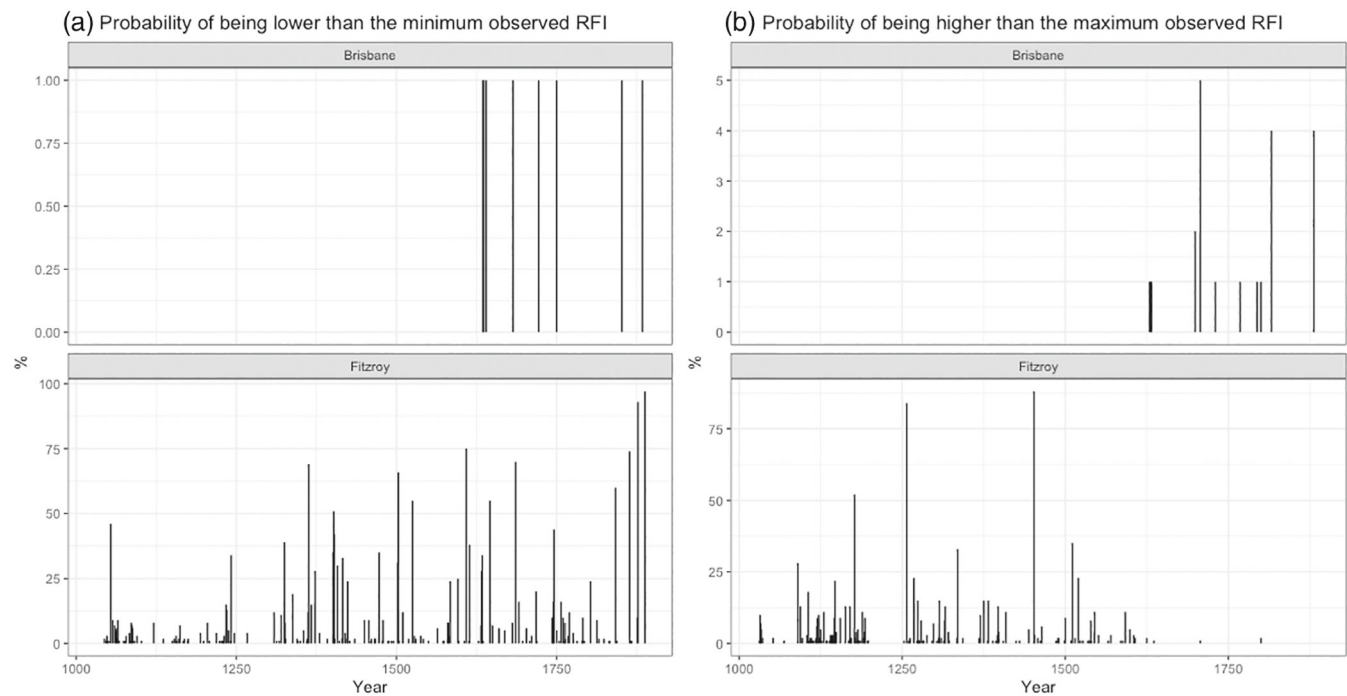 (a) Probability of being lower than the minimum observed RFI
Brisbane
1.00
0.75
0.50
0.25
0.00
Fitzroy
100
75
50
25
0
%
1000 1250 1500 1750
Year
(b) Probability of being higher than the maximum observed RFI
Brisbane
5
4
3
2
1
0
Fitzroy
75
50
25
0
%
1000 1250 1500 1750
Year